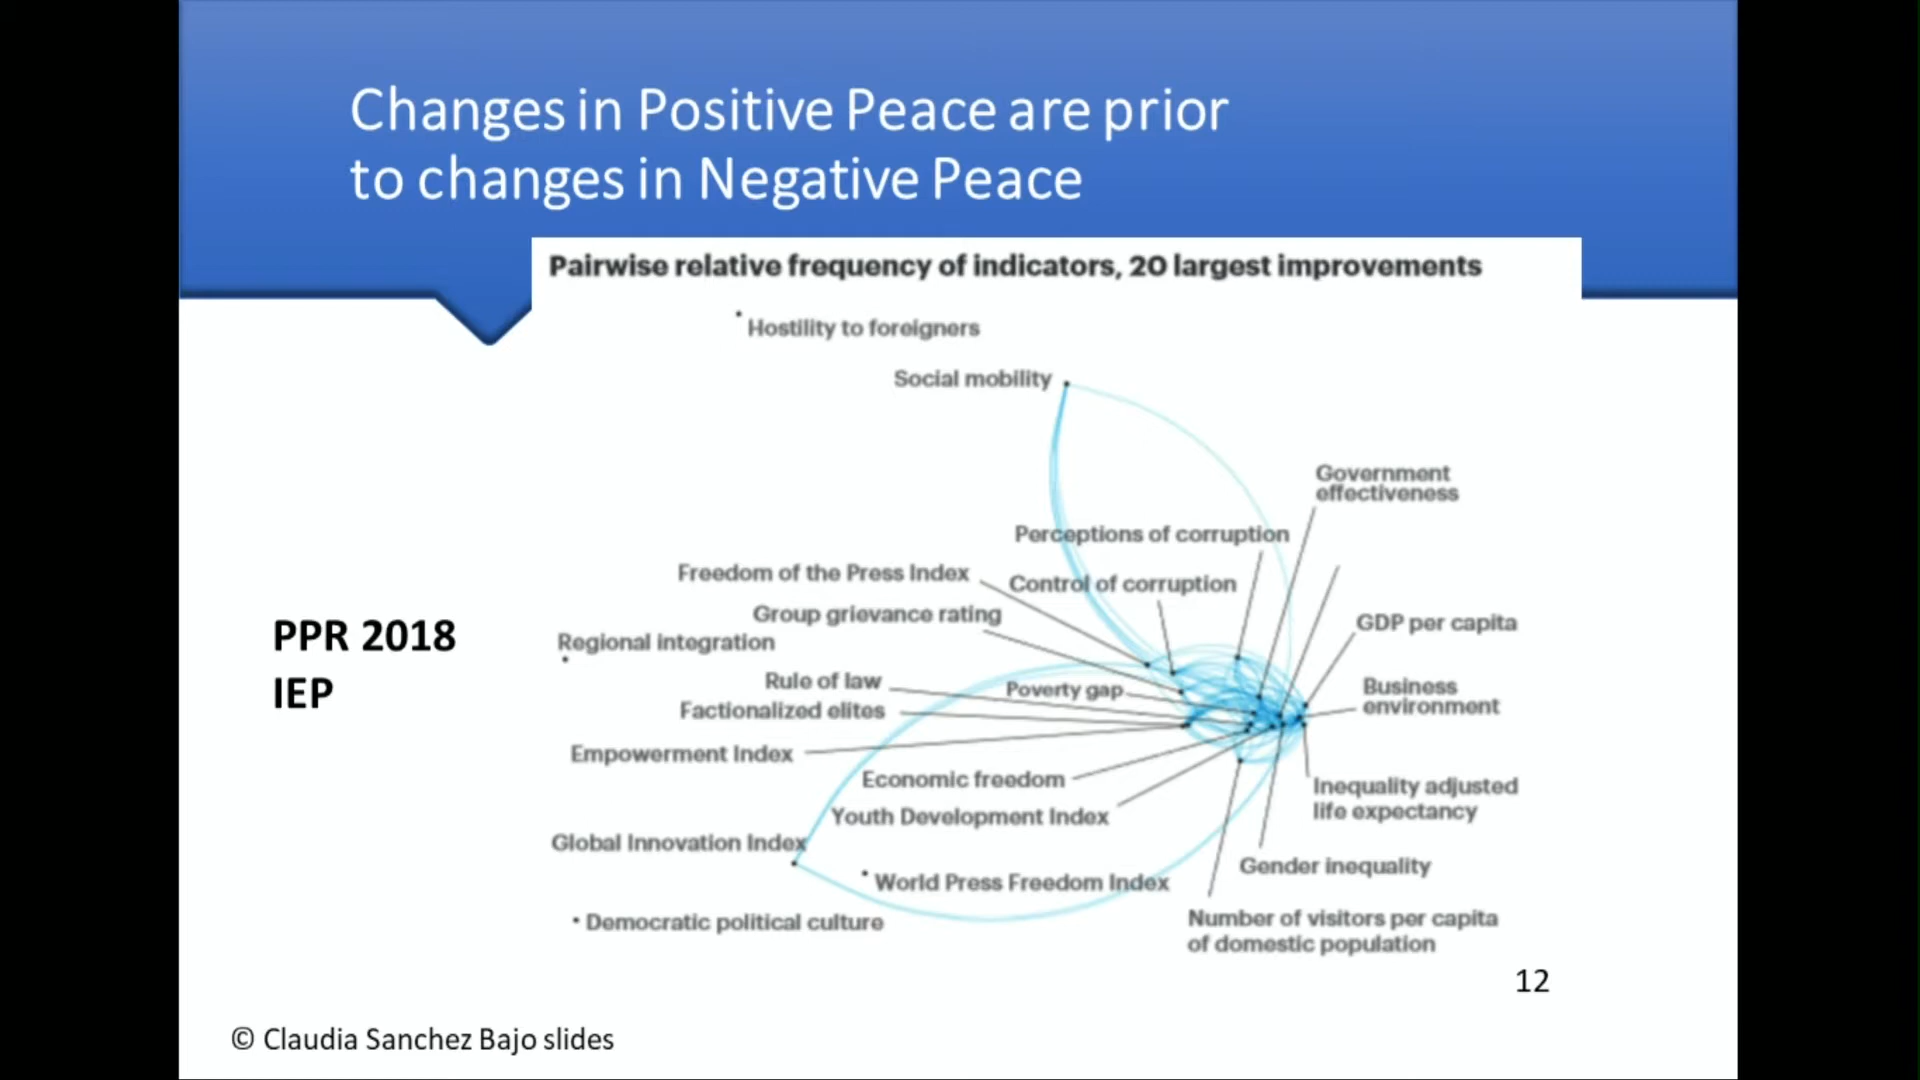 Changes in Positive Peace are prior
to changes in Negative Peace
Pairwise relative frequency of indicators, 20 largest improvements
Hostility to foreigners
Social mobility
Government
effectiveness
Perceptions of corruption
Freedom of the Press Index
Control of corruption
Group grievance rating
GDP per capita
PPR 2018
IEP
Regional integration
Rule of law
Poverty gap
Business
environment
Factionalized elites
Empowerment Index
Economic freedom
Inequality adjusted
life expectancy
Youth Development Index
Global Innovation Index
Gender inequality
World Press Freedom Index
Democratic political culture
Number of visitors per capita
of domestic population
12
© Claudia Sanchez Bajo slides